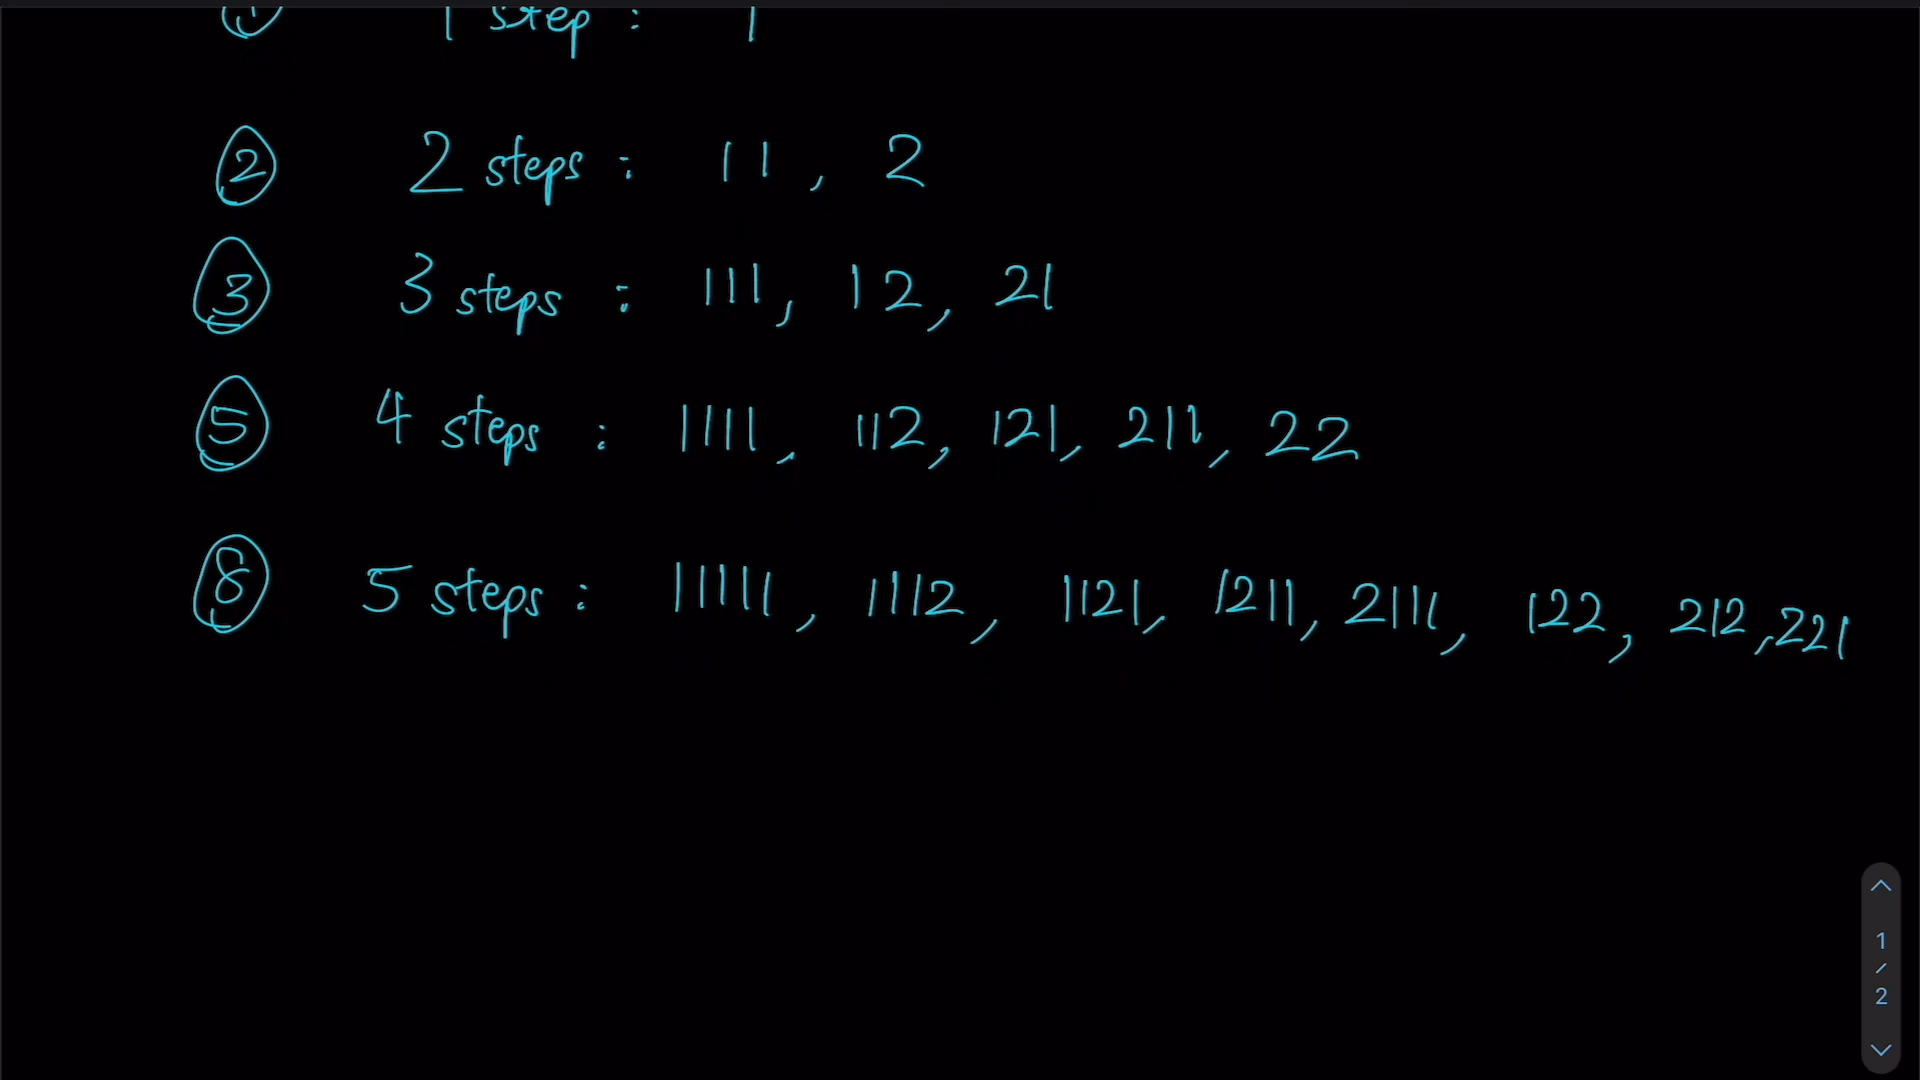 ① 1 step : 1
② 2 steps : 11 , 2
③ 3 steps : 111, 12, 21
⑤ 4 steps : 1111, 112, 121, 211, 22
⑧ 5 steps : 11111, 1112, 1121, 1211, 2111, 122, 212, 221
1
/
2